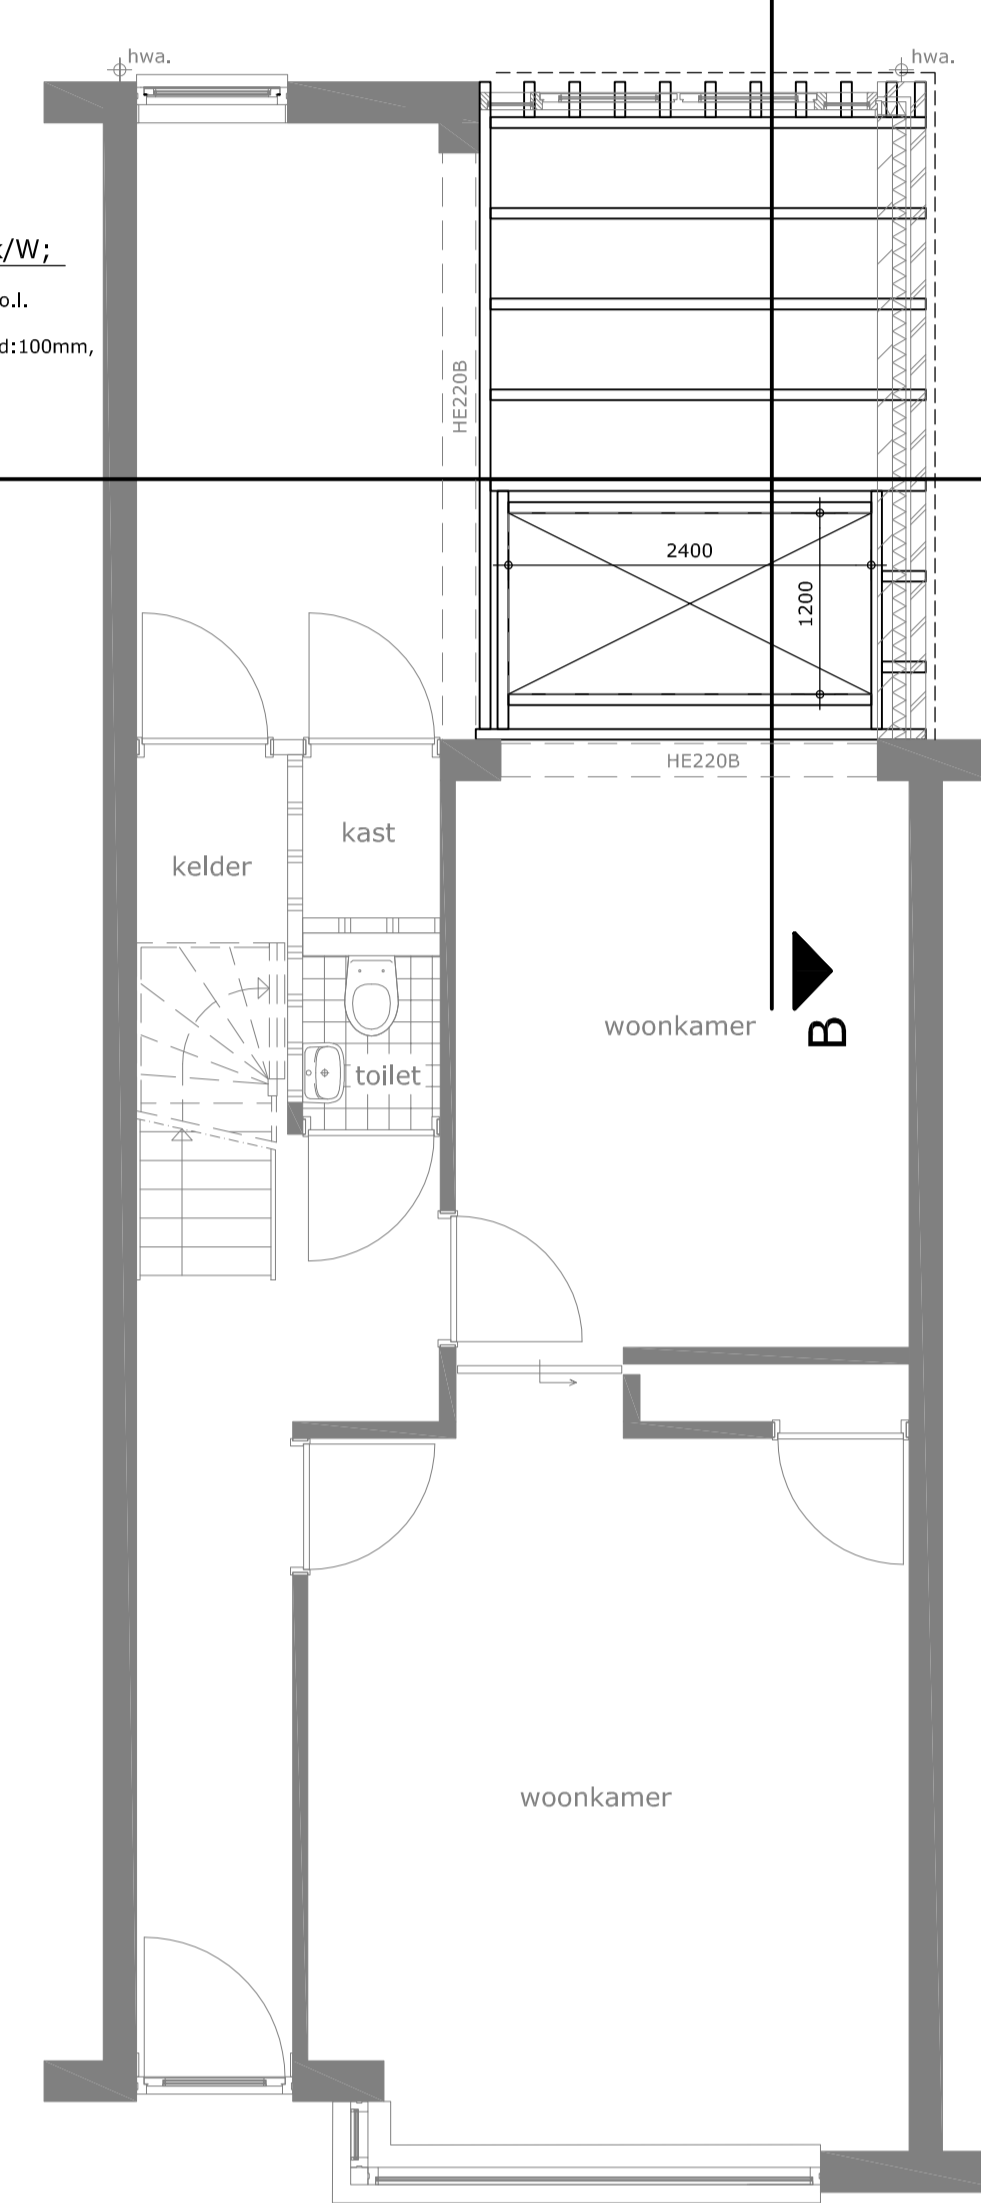 hwa.
hwa.
k/W;
o.l.
d:100mm,
HE220B
2400
1200
HE220B
kast
kelder
woonkamer
B
toilet
woonkamer